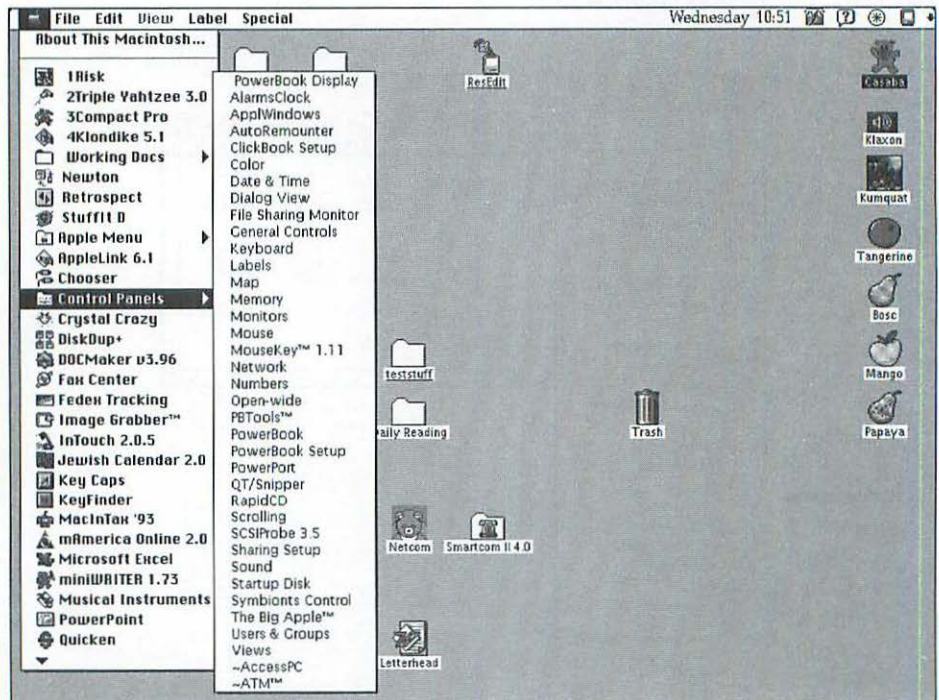 File Edit View Label Special Wednesday 10:51
About This Macintosh...
1Risk
2Triple Yahtzee 3.0
3Compact Pro
4Klondike 5.1
Working Docs
Newton
Retrospect
StuffIt D
Apple Menu
AppleLink 6.1
Chooser
Control Panels
Crystal Crazy
DiskDup+
DOCMaker v3.96
Fax Center
Fedex Tracking
Image Grabber™
InTouch 2.0.5
Jewish Calendar 2.0
Key Caps
KeyFinder
MacInTax '93
mAmerica Online 2.0
Microsoft Excel
miniWRITER 1.73
Musical Instruments
PowerPoint
Quicken
PowerBook Display
AlarmsClock
ApplWindows
AutoRemounter
ClickBook Setup
Color
Date & Time
Dialog View
File Sharing Monitor
General Controls
Keyboard
Labels
Map
Memory
Monitors
Mouse
MouseKey™ 1.11
Network
Numbers
Open-wide
PBTools™
PowerBook
PowerBook Setup
PowerPort
QT/Snipper
RapidCD
Scrolling
SCSIProbe 3.5
Sharing Setup
Sound
Startup Disk
Symbionts Control
The Big Apple™
Users & Groups
Views
~AccessPC
~ATM™
ResEdit
teststuff
aily Reading
Netcom
Smartcom II 4.0
Letterhead
Trash
Casaba
Klaxon
Kumquat
Tangerine
Bosc
Mango
Papaya